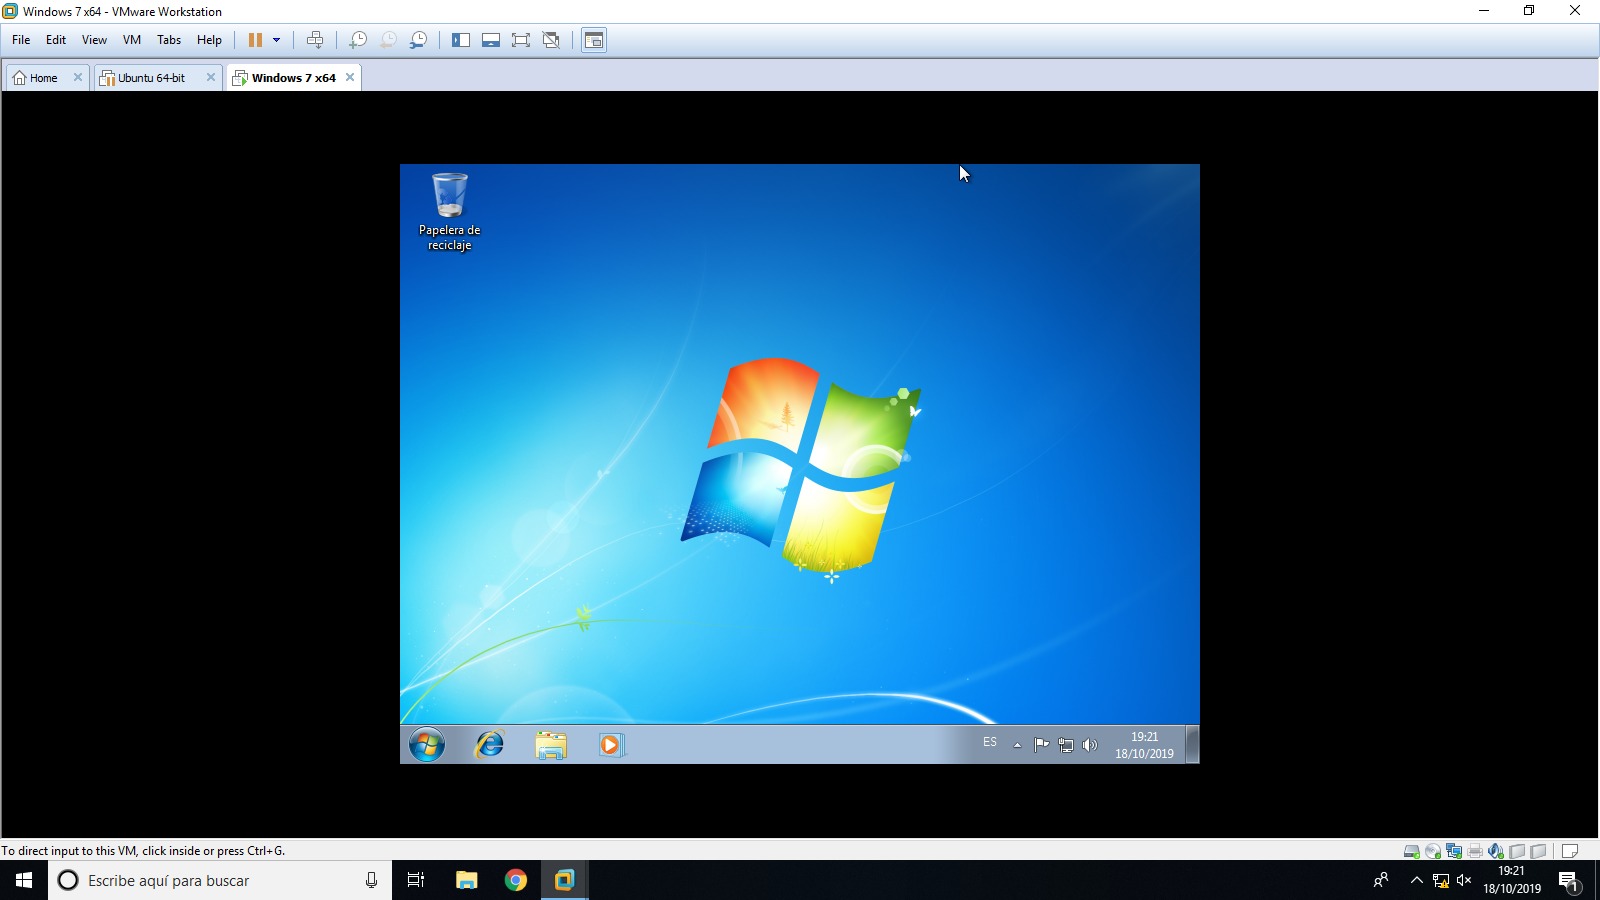 Windows 7 x64 - VMware Workstation
File Edit View VM Tabs Help
Home Ubuntu 64-bit Windows 7 x64
Papelera de
reciclaje
ES
19:21
18/10/2019
To direct input to this VM, click inside or press Ctrl+G.
Escribe aquí para buscar
19:21
18/10/2019
1